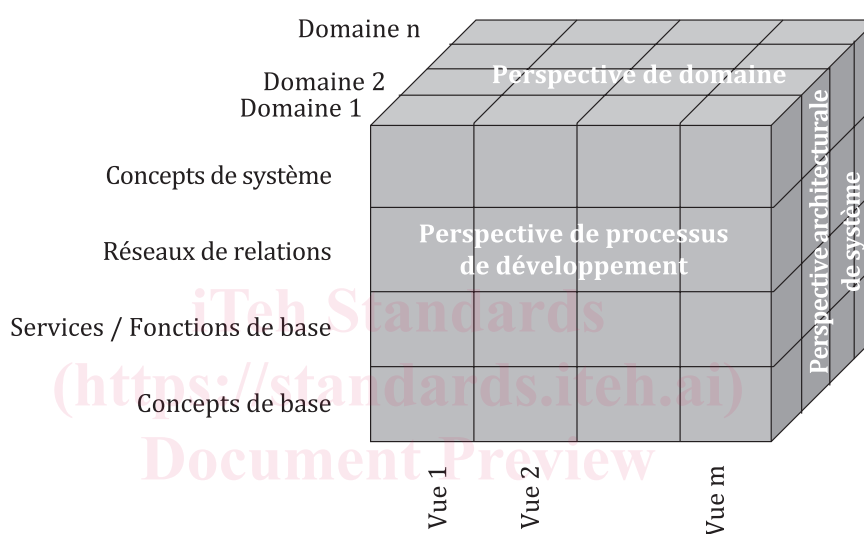 Domaine n
Domaine 2
Domaine 1
Perspective de domaine
Concepts de système
Réseaux de relations
Services / Fonctions de base
Concepts de base
Perspective de processus
de développement
Perspective architecturale
de système
Vue 1
Vue 2
Vue m
iTeh Standards
(https://standards.iteh.ai)
Document Preview